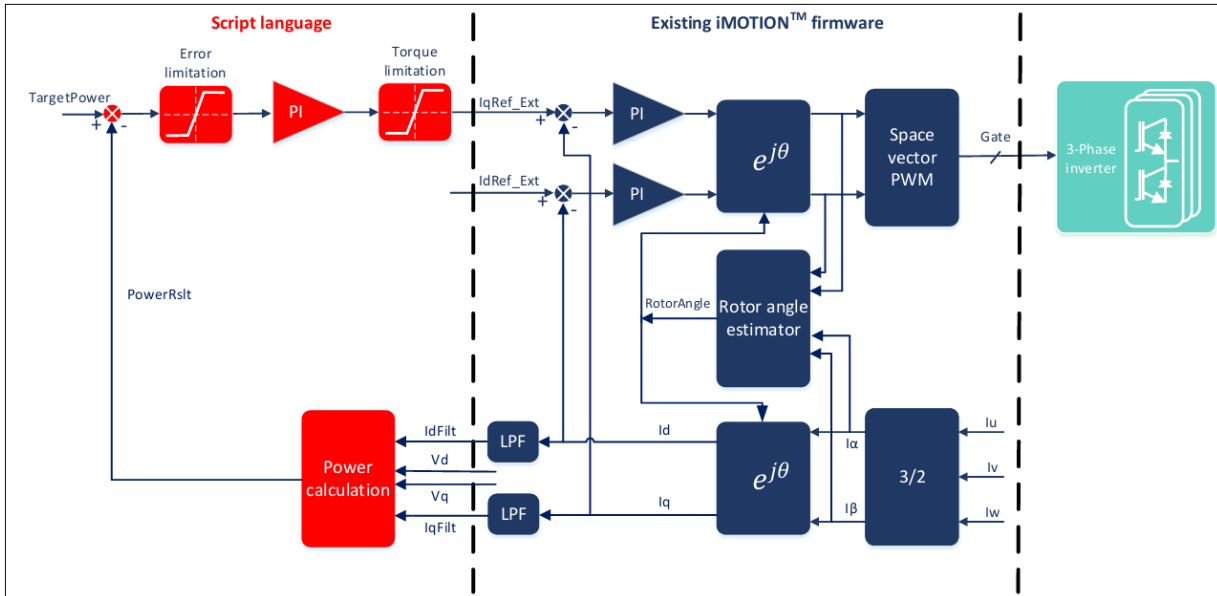 Script language
Existing iMOTION™ firmware
Error
limitation
Torque
limitation
TargetPower
+
-
PI
IqRef_Ext
+
-
PI
e^{jθ}
Space
vector
PWM
Gate
3-Phase
inverter
IdRef_Ext
+
-
PI
PowerRslt
RotorAngle
Rotor angle
estimator
Power
calculation
IdFilt
Vd
Vq
IqFilt
LPF
LPF
Id
Iq
e^{jθ}
Iα
Iβ
3/2
Iu
Iv
Iw